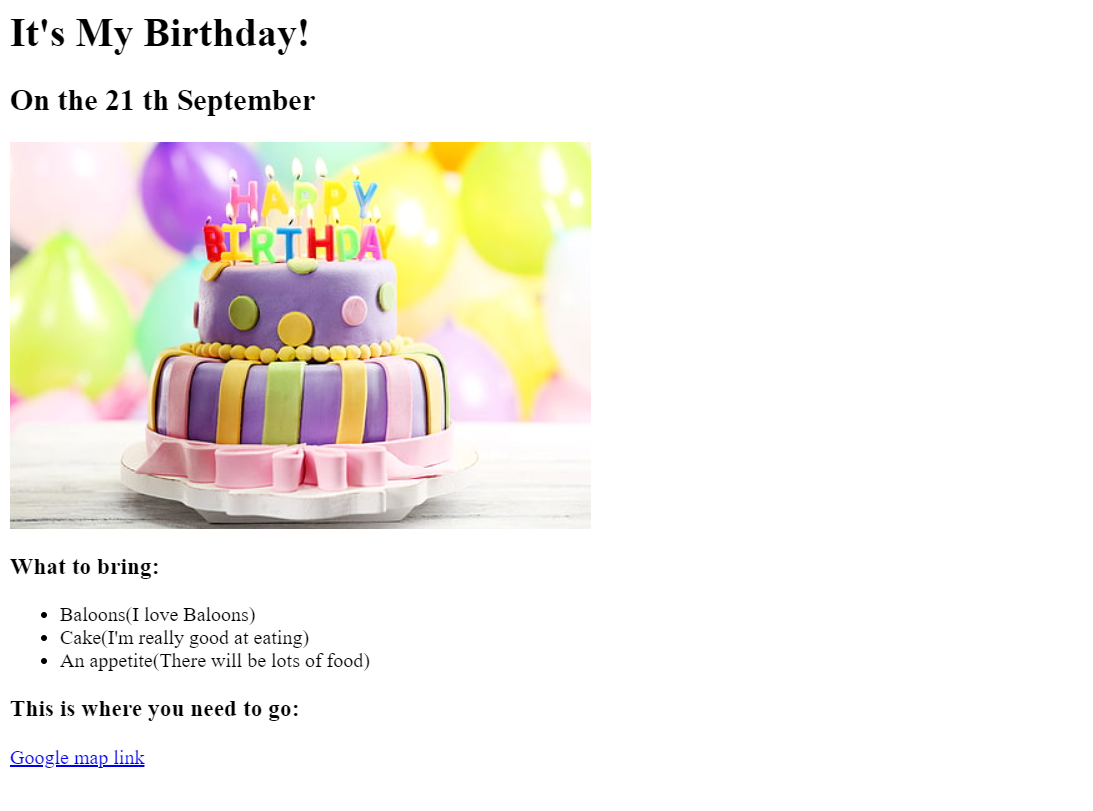 It's My Birthday!
On the 21 th September
HAPPY
BIRTHDAY
What to bring:
Baloons(I love Baloons)
Cake(I'm really good at eating)
An appetite(There will be lots of food)
This is where you need to go:
Google map link